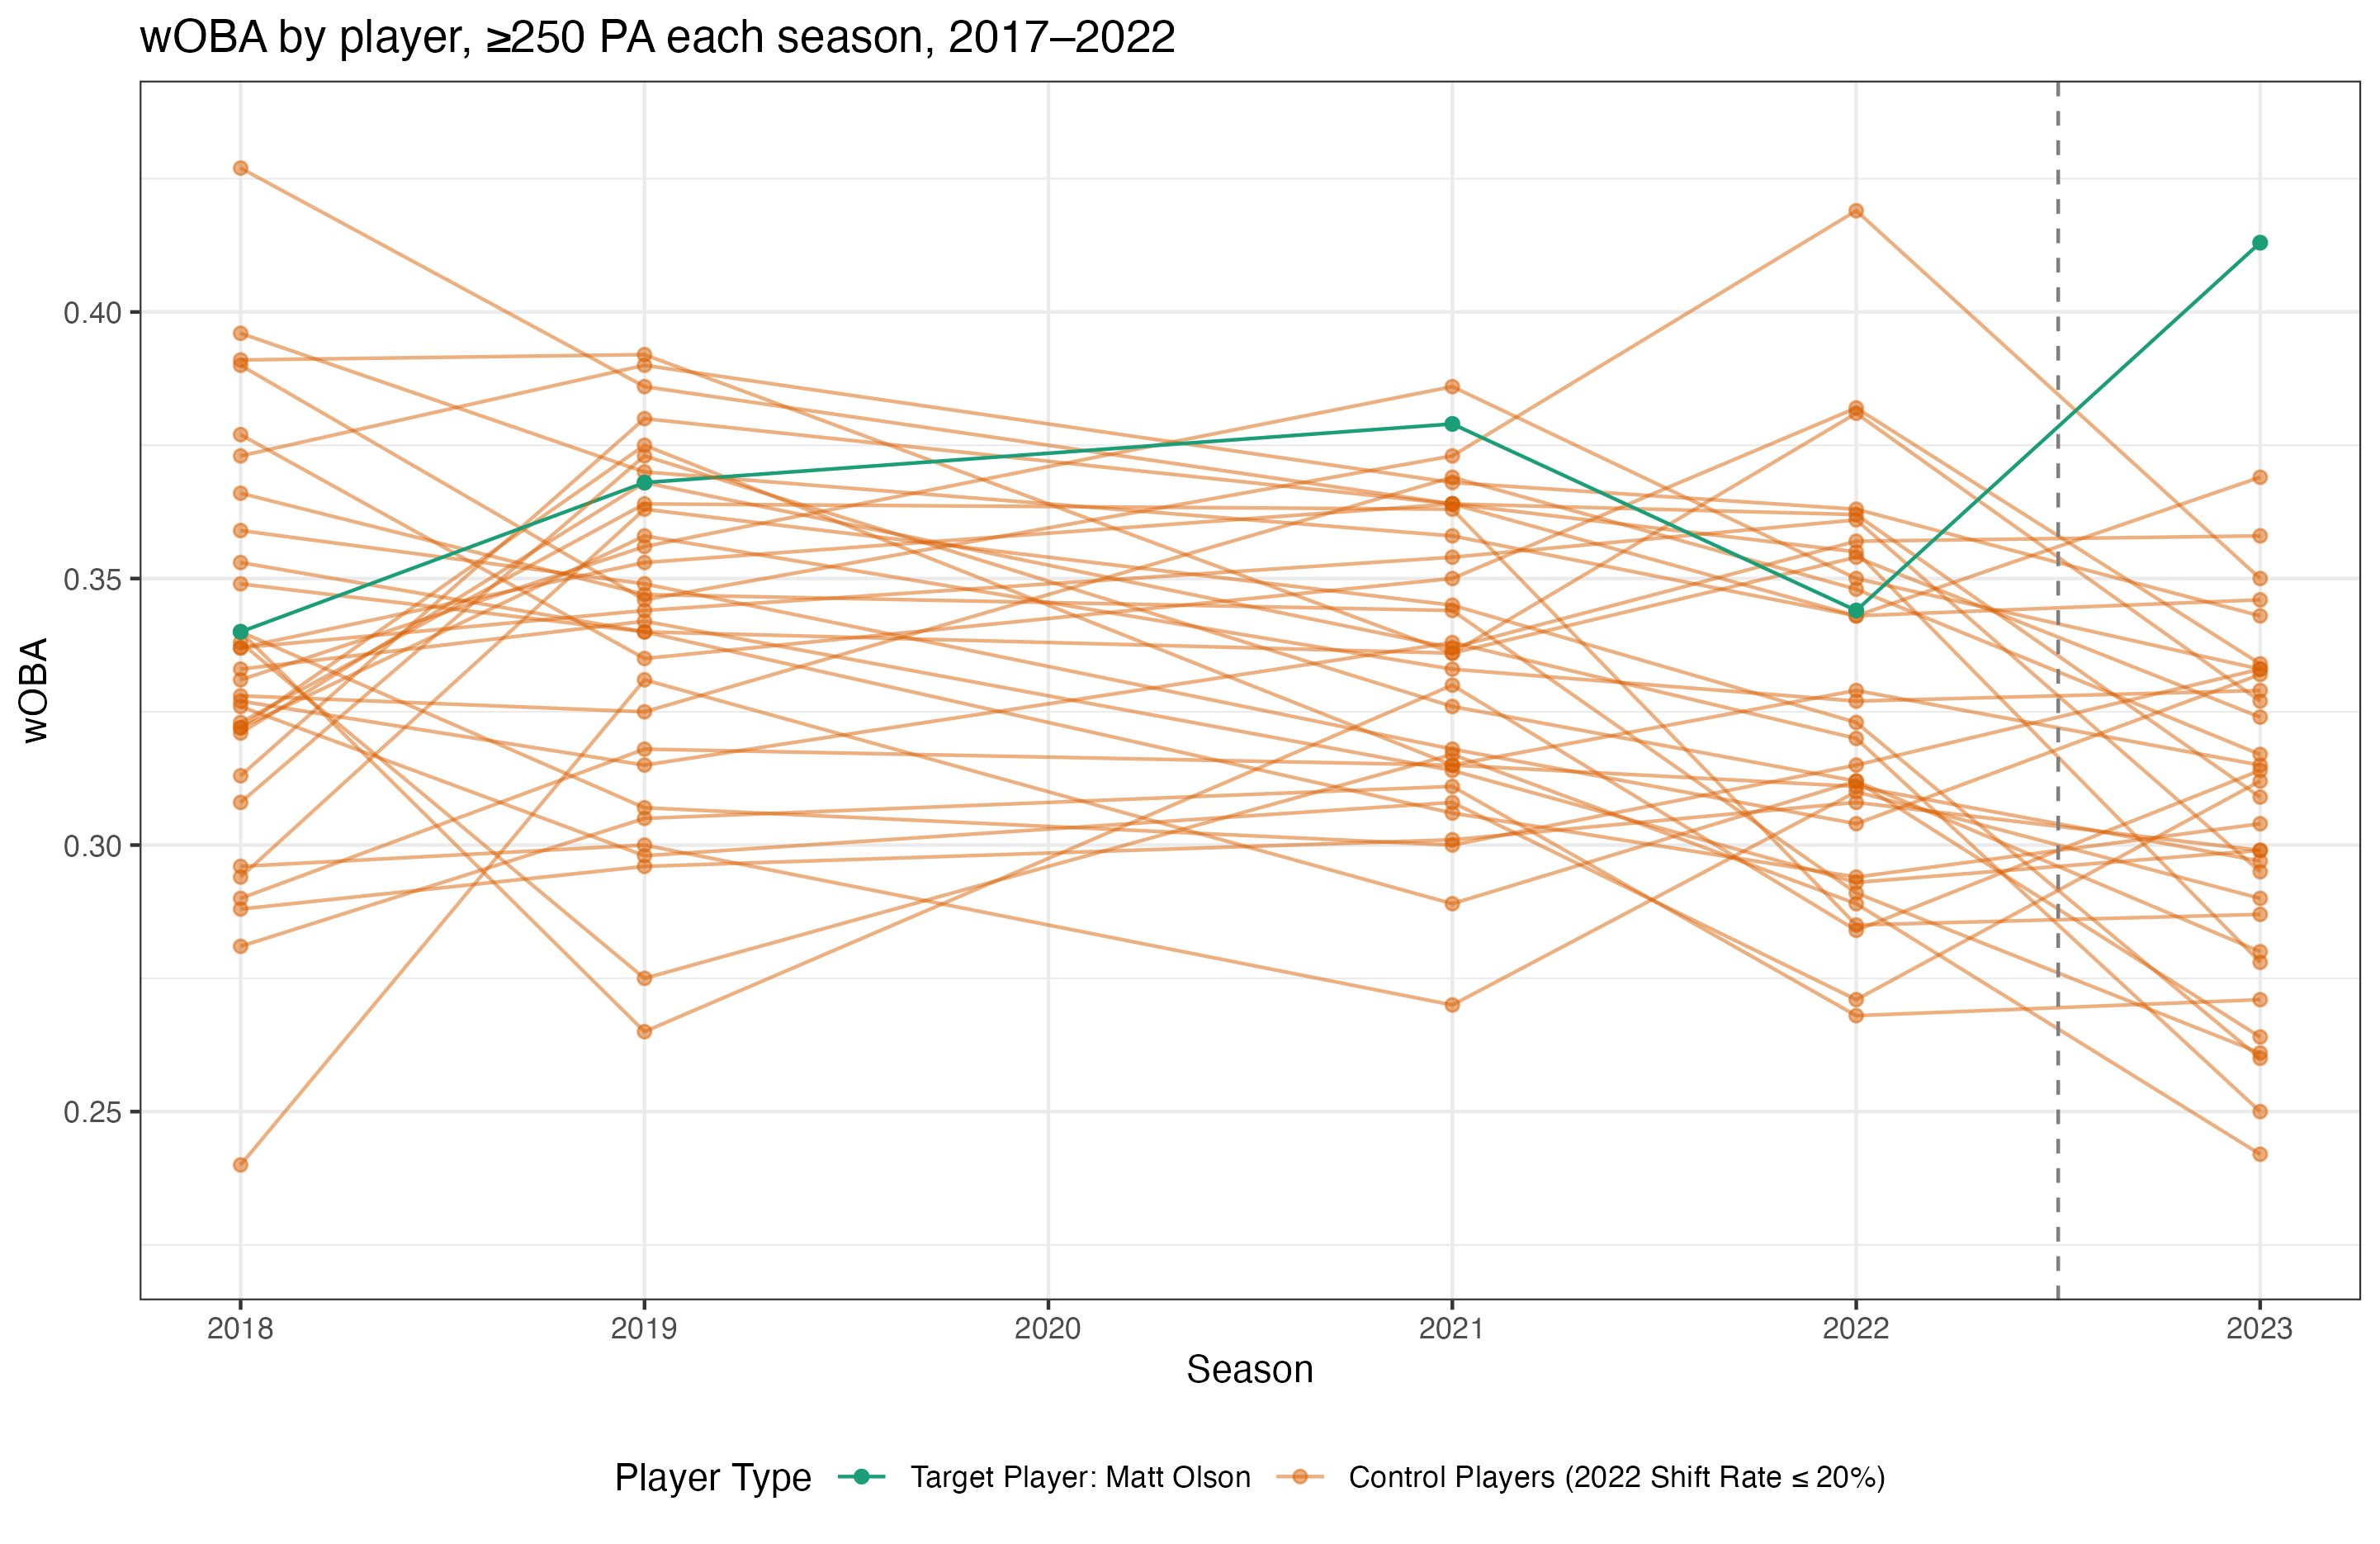 wOBA by player, ≥250 PA each season, 2017–2022
wOBA
0.40
0.35
0.30
0.25
2018 2019 2020 2021 2022 2023
Season
Player Type Target Player: Matt Olson Control Players (2022 Shift Rate ≤ 20%)